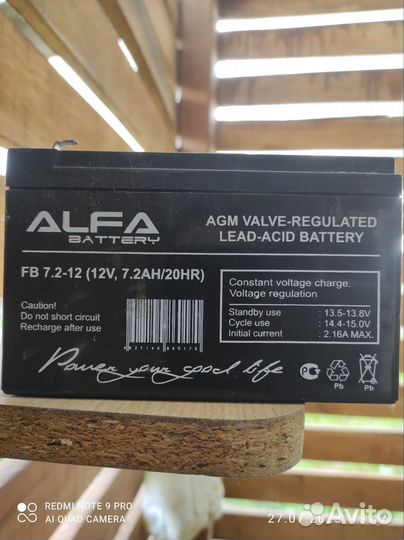 ALFA
BATTERY
AGM VALVE-REGULATED
LEAD-ACID BATTERY
FB 7.2-12 (12V, 7.2AH/20HR)
Caution!
Do not short circuit
Recharge after use
Constant voltage charge.
Voltage regulation
Standby use : 13.5-13.8V
Cycle use : 14.4-15.0V
Initial current : 2.16A MAX.
Power your good life
Pb
Pb
REDMI NOTE 9 PRO
AI QUAD CAMERA
Avito